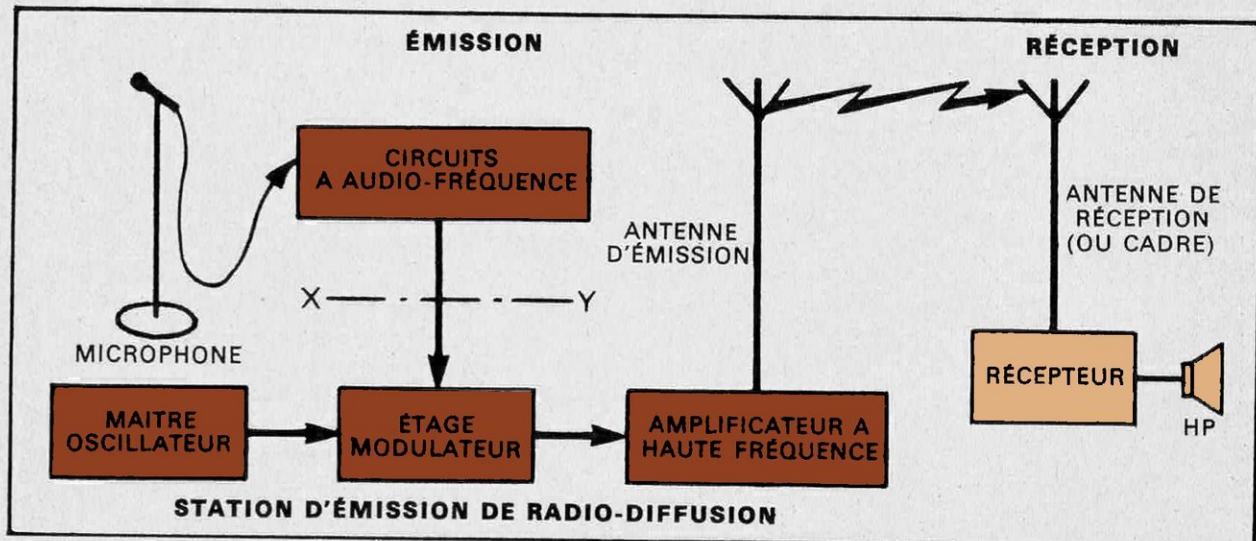 ÉMISSION
RÉCEPTION
CIRCUITS
A AUDIO-FRÉQUENCE
ANTENNE
D'ÉMISSION
ANTENNE DE
RÉCEPTION
(OU CADRE)
X
Y
MICROPHONE
MAITRE
OSCILLATEUR
ÉTAGE
MODULATEUR
AMPLIFICATEUR A
HAUTE FRÉQUENCE
RÉCEPTEUR
HP
STATION D'ÉMISSION DE RADIO-DIFFUSION